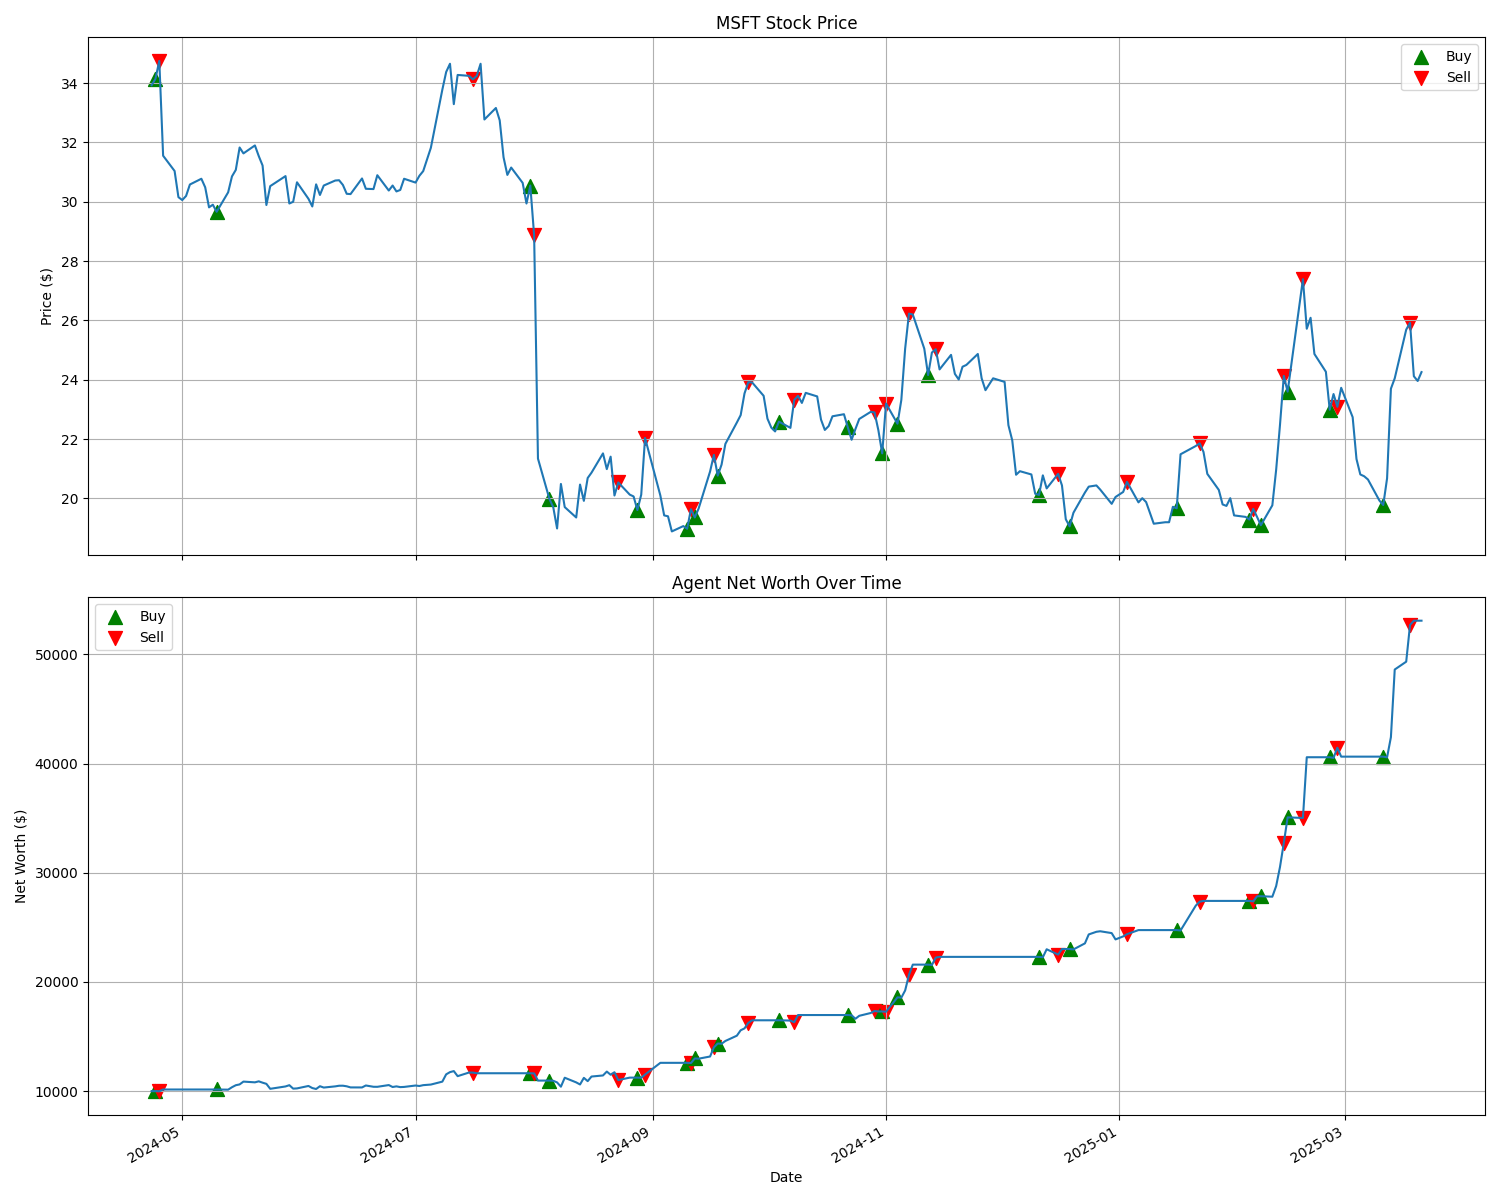 MSFT Stock Price
Buy
Sell
34
32
30
28
26
24
22
20
Price ($)
Agent Net Worth Over Time
Buy
Sell
50000
40000
30000
20000
10000
Net Worth ($)
2024-05
2024-07
2024-09
2024-11
2025-01
2025-03
Date